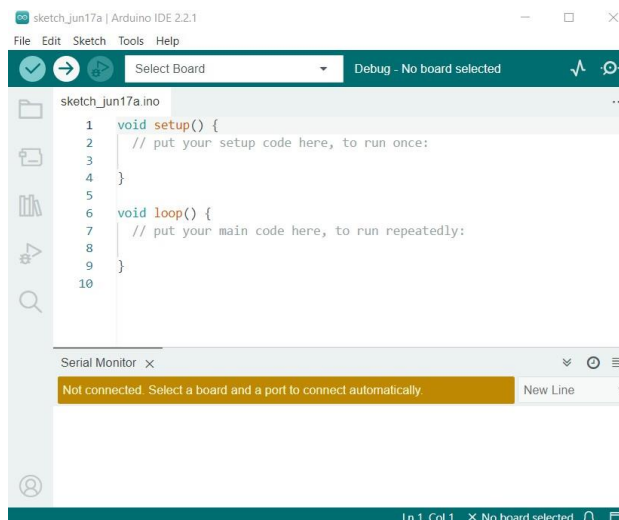 sketch_jun17a | Arduino IDE 2.2.1
File Edit Sketch Tools Help
Select Board
Debug - No board selected
sketch_jun17a.ino
1 void setup() {
2 // put your setup code here, to run once:
3
4 }
5
6 void loop() {
7 // put your main code here, to run repeatedly:
8
9 }
10
Serial Monitor
Not connected. Select a board and a port to connect automatically.
New Line
Ln 1, Col 1 No board selected